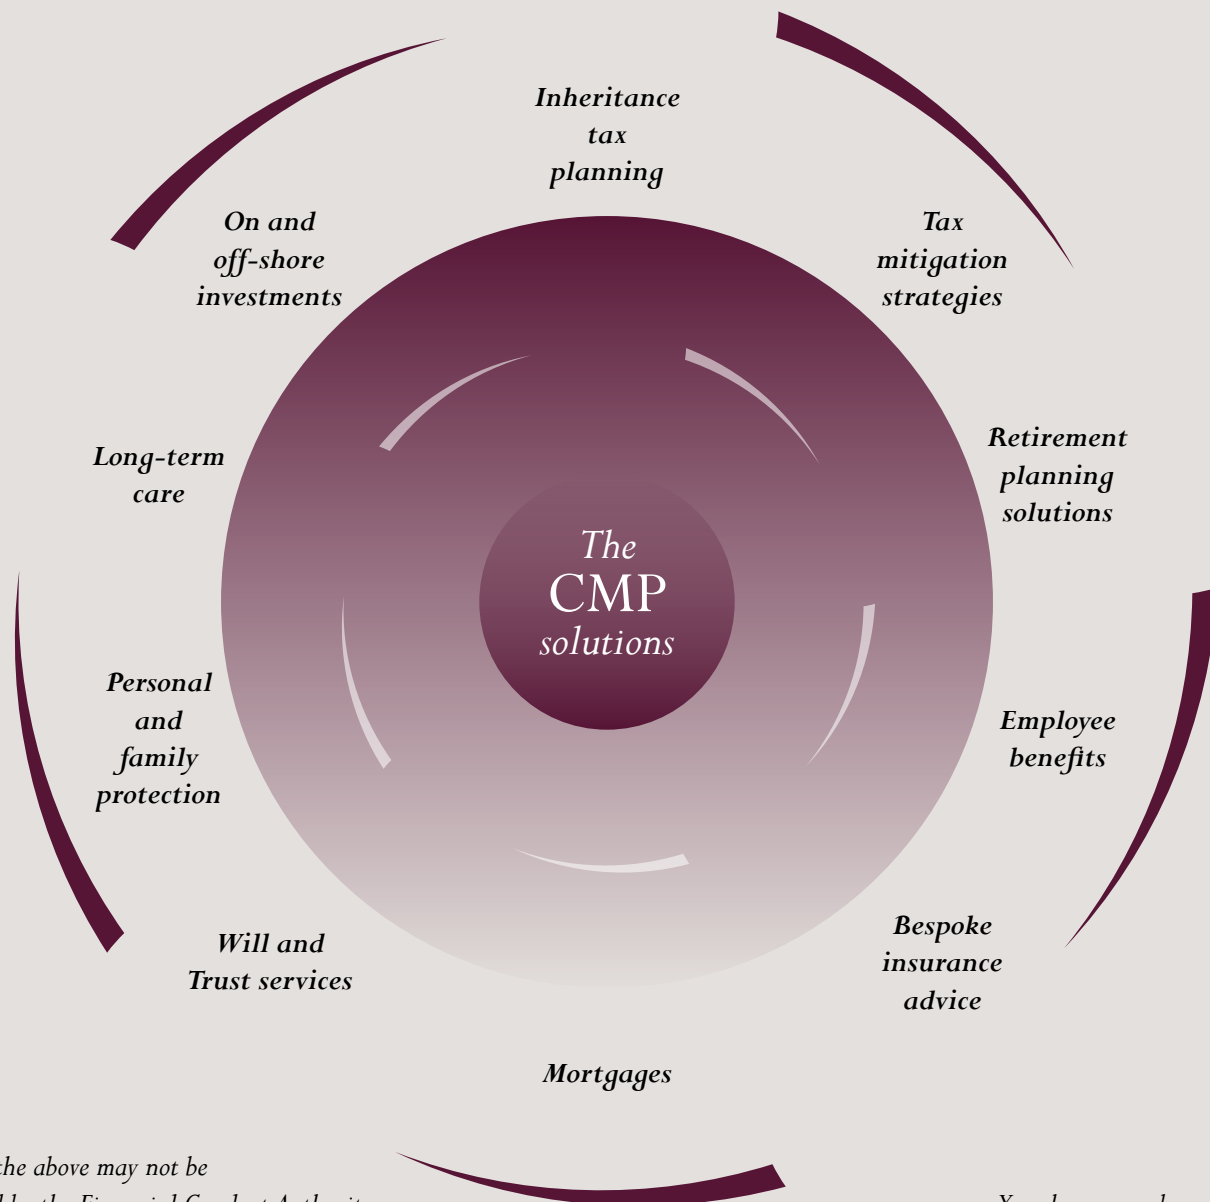 Inheritance
tax
planning
On and
off-shore
investments
Tax
mitigation
strategies
Long-term
care
Retirement
planning
solutions
The
CMP
solutions
Personal
and
family
protection
Employee
benefits
Will and
Trust services
Bespoke
insurance
advice
Mortgages
the above may not be